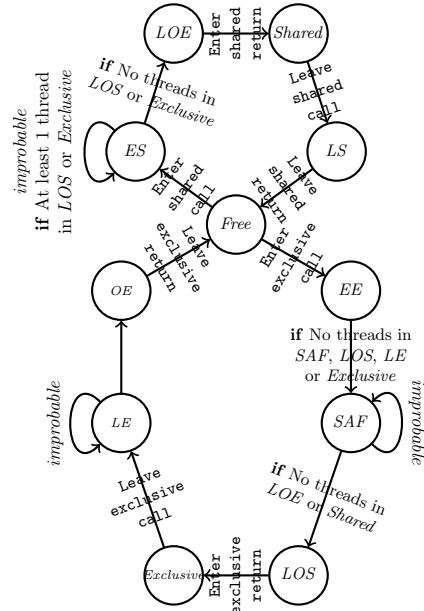 LOE
Enter
shared
return
Shared
if No threads in
LOS or Exclusive
Leave
shared
call
improbable
if At least 1 thread
in LOS or Exclusive
ES
LS
Enter
shared
call
Leave
shared
return
Free
Leave
exclusive
return
Enter
exclusive
call
OE
EE
if No threads in
SAF, LOS, LE
or Exclusive
improbable
LE
SAF
improbable
Leave
exclusive
call
if No threads in
LOE or Shared
Exclusive
Enter
exclusive
return
LOS